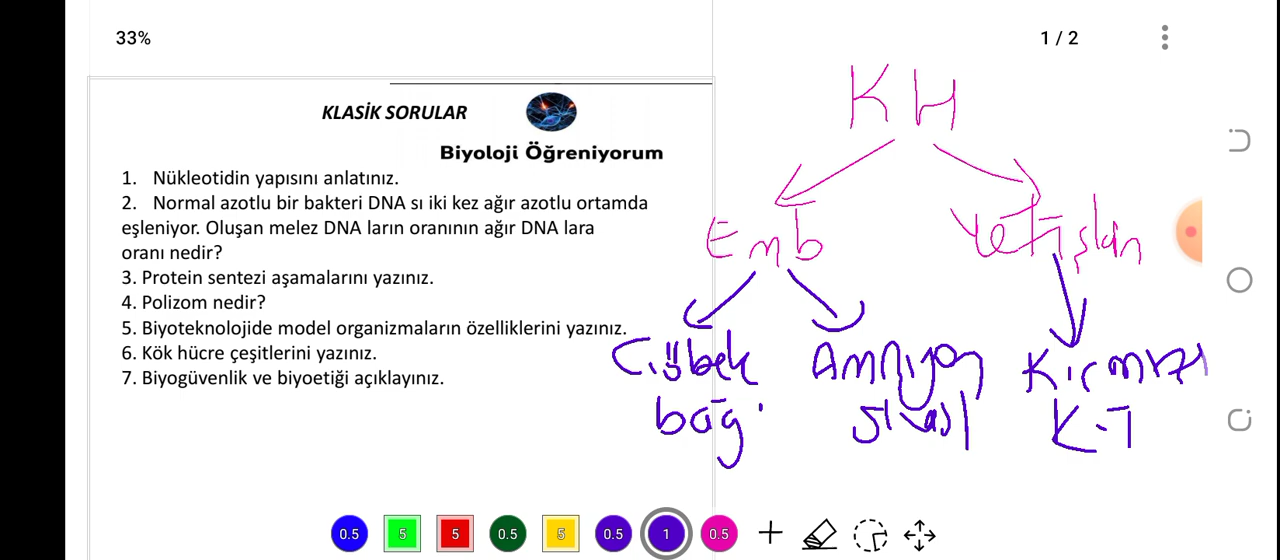 33%
1 / 2
KLASİK SORULAR
Biyoloji Öğreniyorum
1. Nükleotidin yapısını anlatınız.
2. Normal azotlu bir bakteri DNA sı iki kez ağır azotlu ortamda
eşleniyor. Oluşan melez DNA ların oranının ağır DNA lara
oranı nedir?
3. Protein sentezi aşamalarını yazınız.
4. Polizom nedir?
5. Biyoteknolojide model organizmaların özelliklerini yazınız.
6. Kök hücre çeşitlerini yazınız.
7. Biyogüvenlik ve biyoetiği açıklayınız.
KH
Emb
Yetişkin
bağı
Amniyon
sıvası
Kırmızı
K.İ
0.5
5
5
0.5
5
0.5
1
0.5